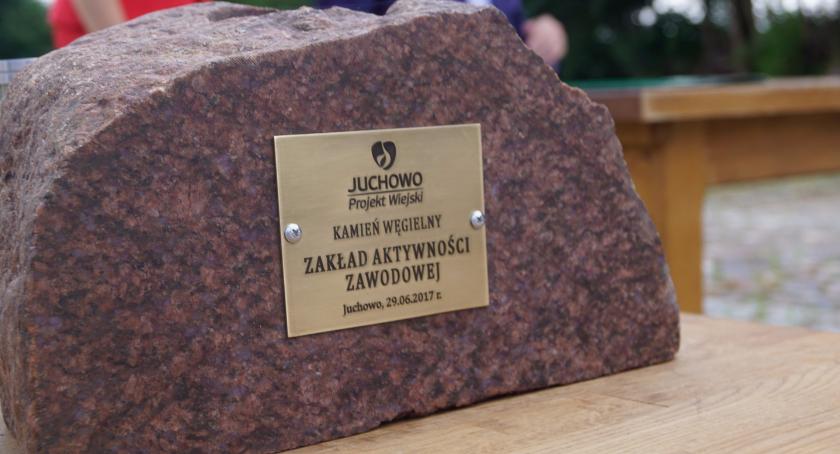 JUCHOWO
Projekt Wiejski
KAMIEŃ WĘGIELNY
ZAKŁAD AKTYWNOŚCI
ZAWODOWEJ
Juchowo, 29.06.2017 r.